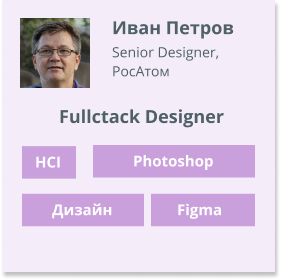 Иван Петров
Senior Designer,
РосАтом
Fullctack Designer
HCI
Photoshop
Дизайн
Figma